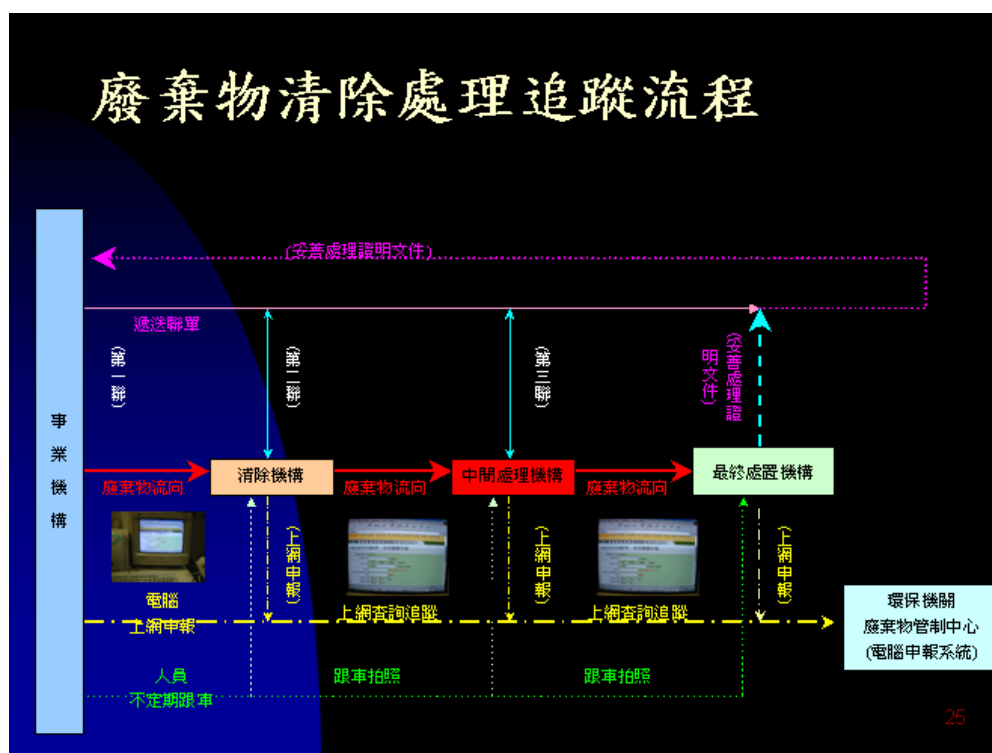 廢棄物清除處理追蹤流程
(妥善處理證明文件)
遞送聯單
(第一聯)
(第二聯)
(第三聯)
(妥善處理證
明文件)
事業機構
廢棄物流向
清除機構
廢棄物流向
中間處理機構
廢棄物流向
最終處置機構
(上網申報)
(上網申報)
(上網申報)
電腦
上網申報
上網查詢追蹤
上網查詢追蹤
環保機關
廢棄物管制中心
(電腦申報系統)
人員
不定期跟車
跟車拍照
跟車拍照
25